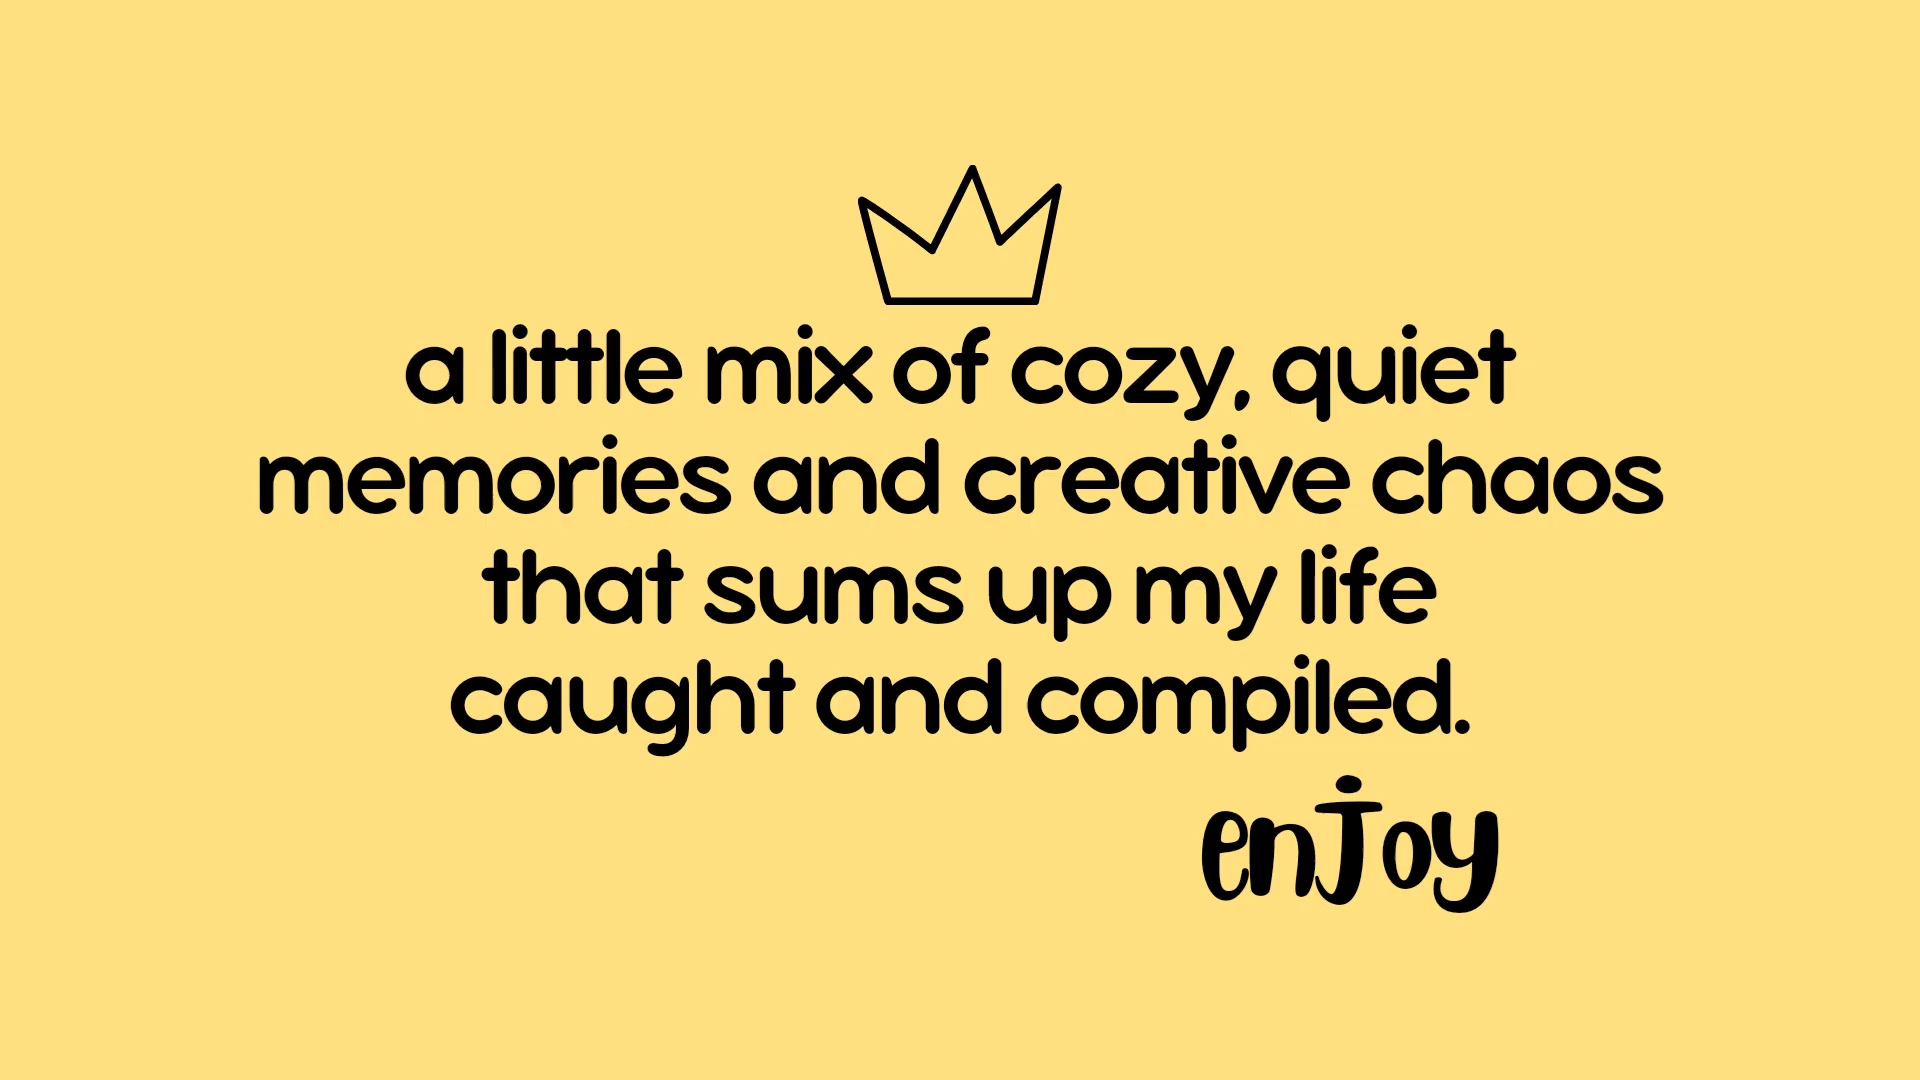 a little mix of cozy, quiet
memories and creative chaos
that sums up my life
caught and compiled.
enjoy